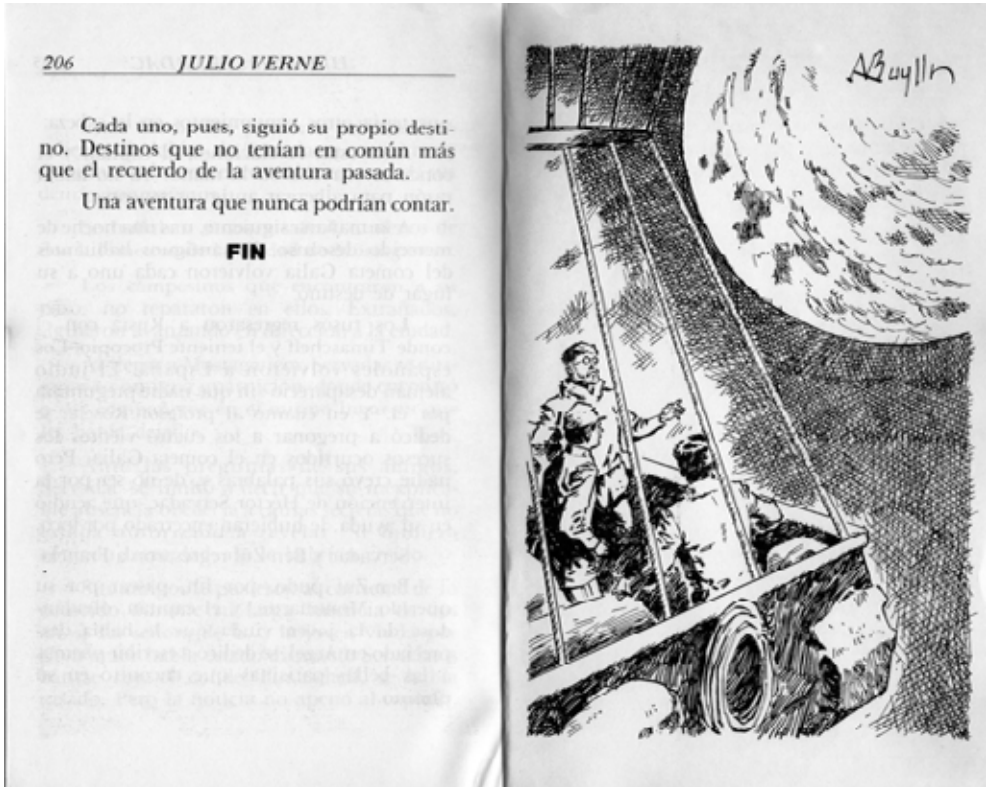 206
JULIO VERNE
Cada uno, pues, siguió su propio desti-
no. Destinos que no tenían en común más
que el recuerdo de la aventura pasada.
Una aventura que nunca podrían contar.
FIN